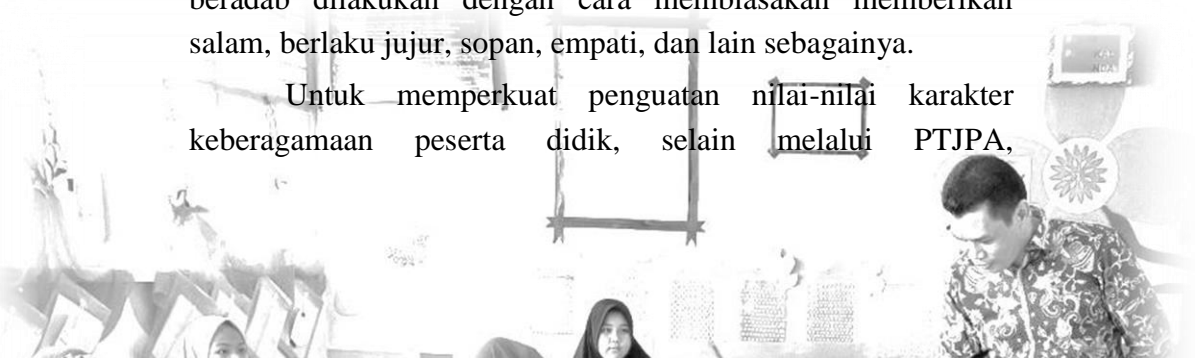 beradab dilakukan dengan cara membiasakan memberikan
salam, berlaku jujur, sopan, empati, dan lain sebagainya.
Untuk memperkuat penguatan nilai-nilai karakter
keberagamaan peserta didik, selain melalui PTJPA,